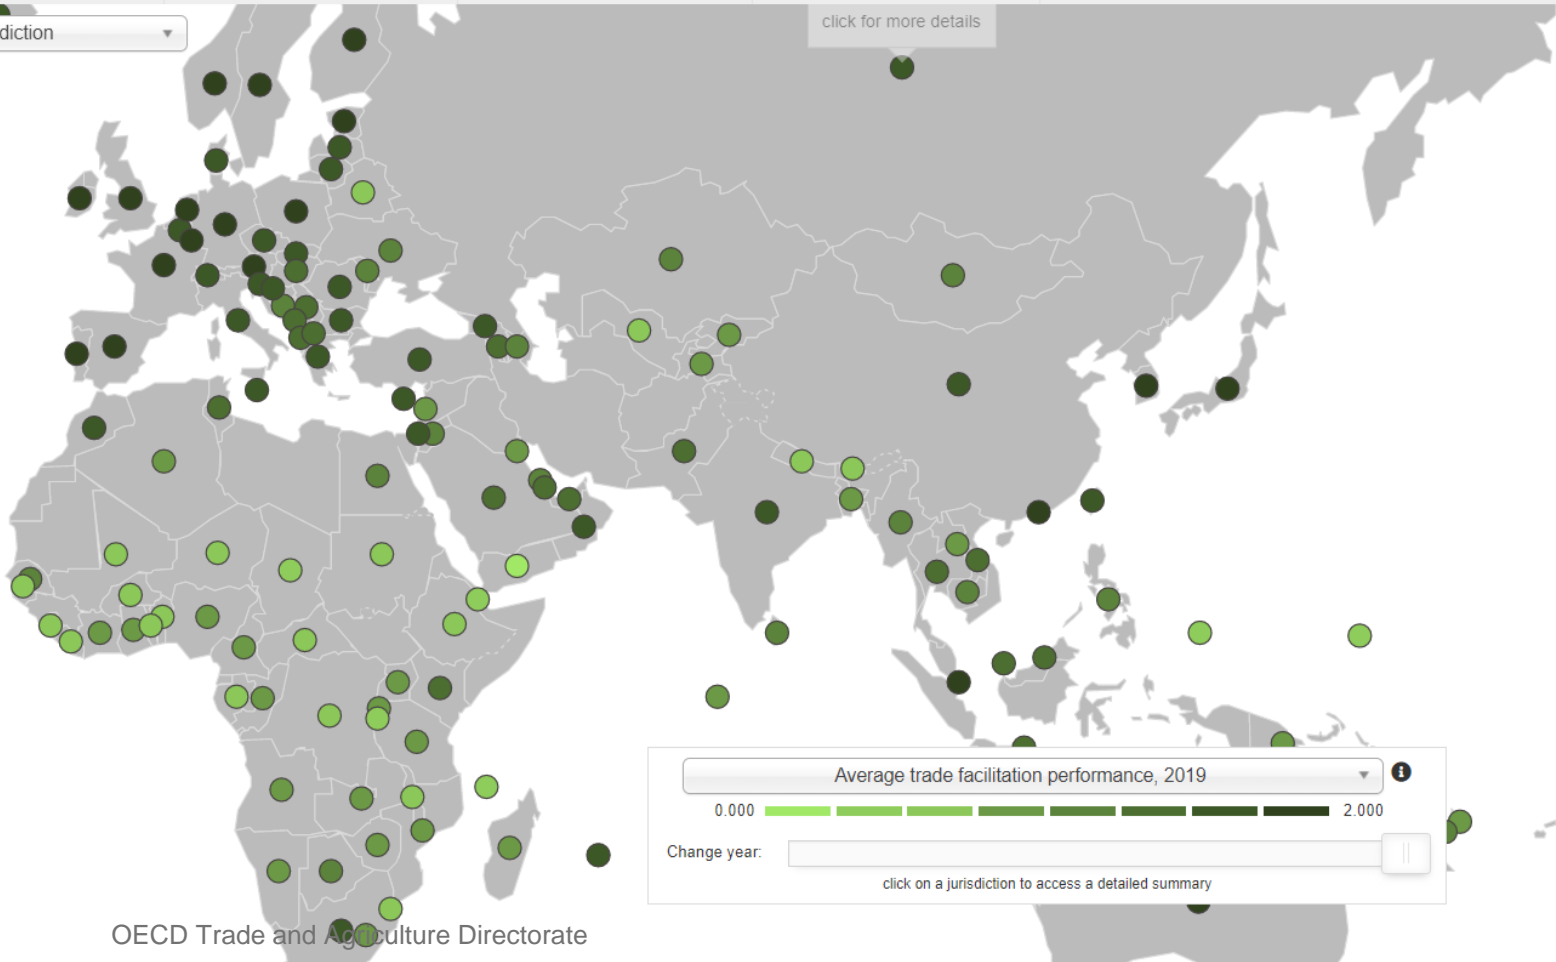 diction
click for more details
Average trade facilitation performance, 2019
0.000
2.000
Change year:
click on a jurisdiction to access a detailed summary
OECD Trade and Agriculture Directorate